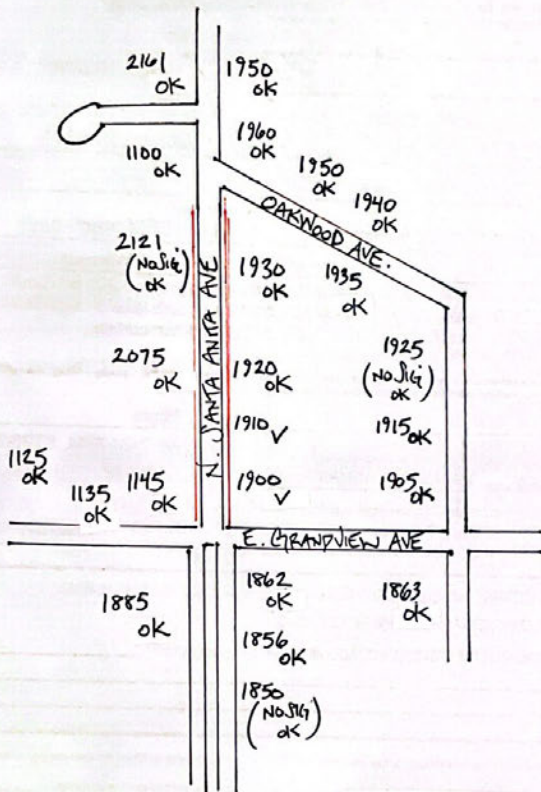 2161
OK
1950
OK
1960
OK
1100
OK
1950
OK
1940
OK
OAKWOOD AVE.
2121
(NO SIG
OK)
1930
OK
1935
OK
N. SANTA ANITA AVE
2075
OK
1920
OK
1925
(NO SIG
OK)
1910
✓
1915 OK
1125
OK
1135
OK
1145
OK
1900
✓
1905
OK
E. GRANDVIEW AVE
1885
OK
1862
OK
1863
OK
1856
OK
1850
(NO SIG
OK)